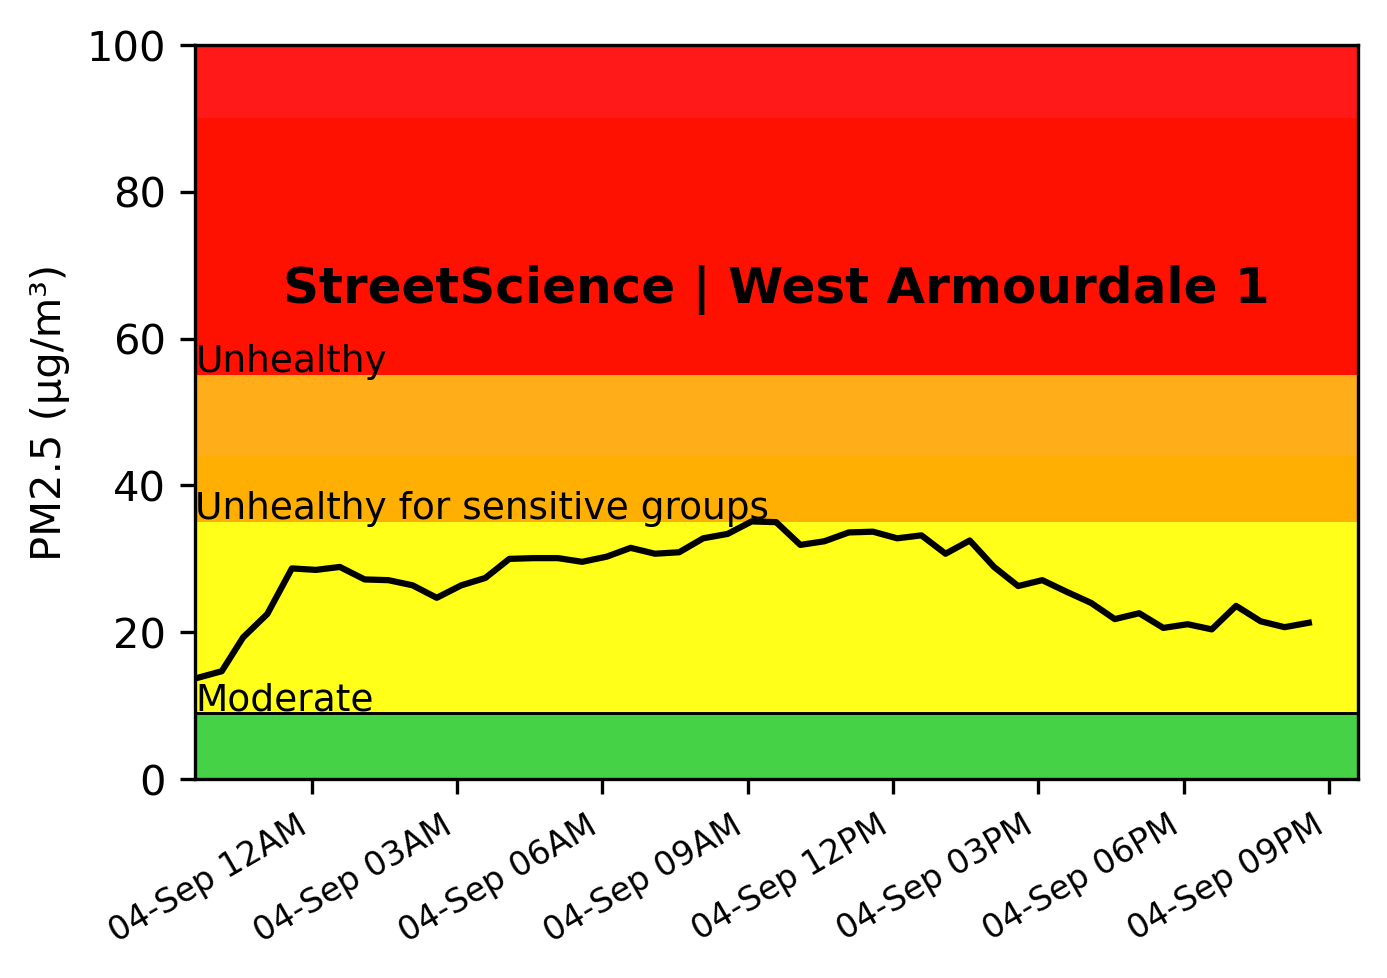 100
80
60
40
20
0
PM2.5 (µg/m³)
StreetScience | West Armourdale 1
Unhealthy
Unhealthy for sensitive groups
Moderate
04-Sep 12AM
04-Sep 03AM
04-Sep 06AM
04-Sep 09AM
04-Sep 12PM
04-Sep 03PM
04-Sep 06PM
04-Sep 09PM